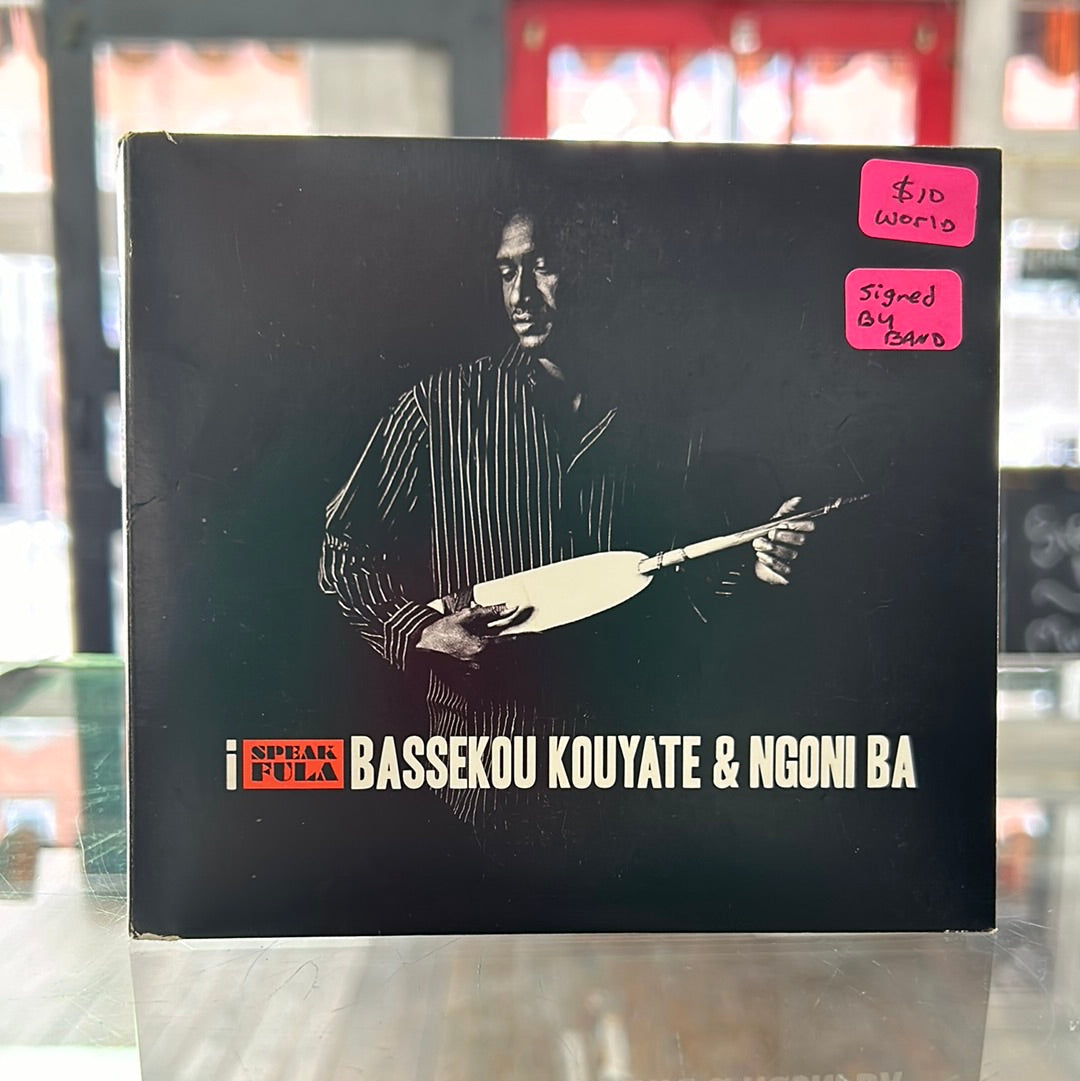 $10
World
Signed
By
BAND
i SPEAK FULA BASSEKOU KOUYATE & NGONI BA